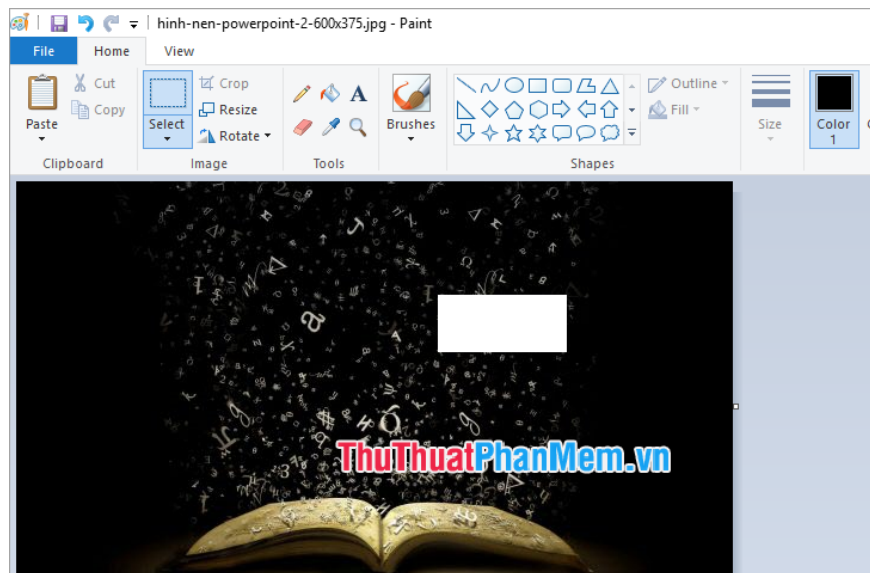 hinh-nen-powerpoint-2-600x375.jpg - Paint
File Home View
Paste
Cut
Copy
Clipboard
Select
Crop
Resize
Rotate
Image
A
Tools
Brushes
Shapes
Outline
Fill
Size
Color
1
ThuThuatPhanMem.vn